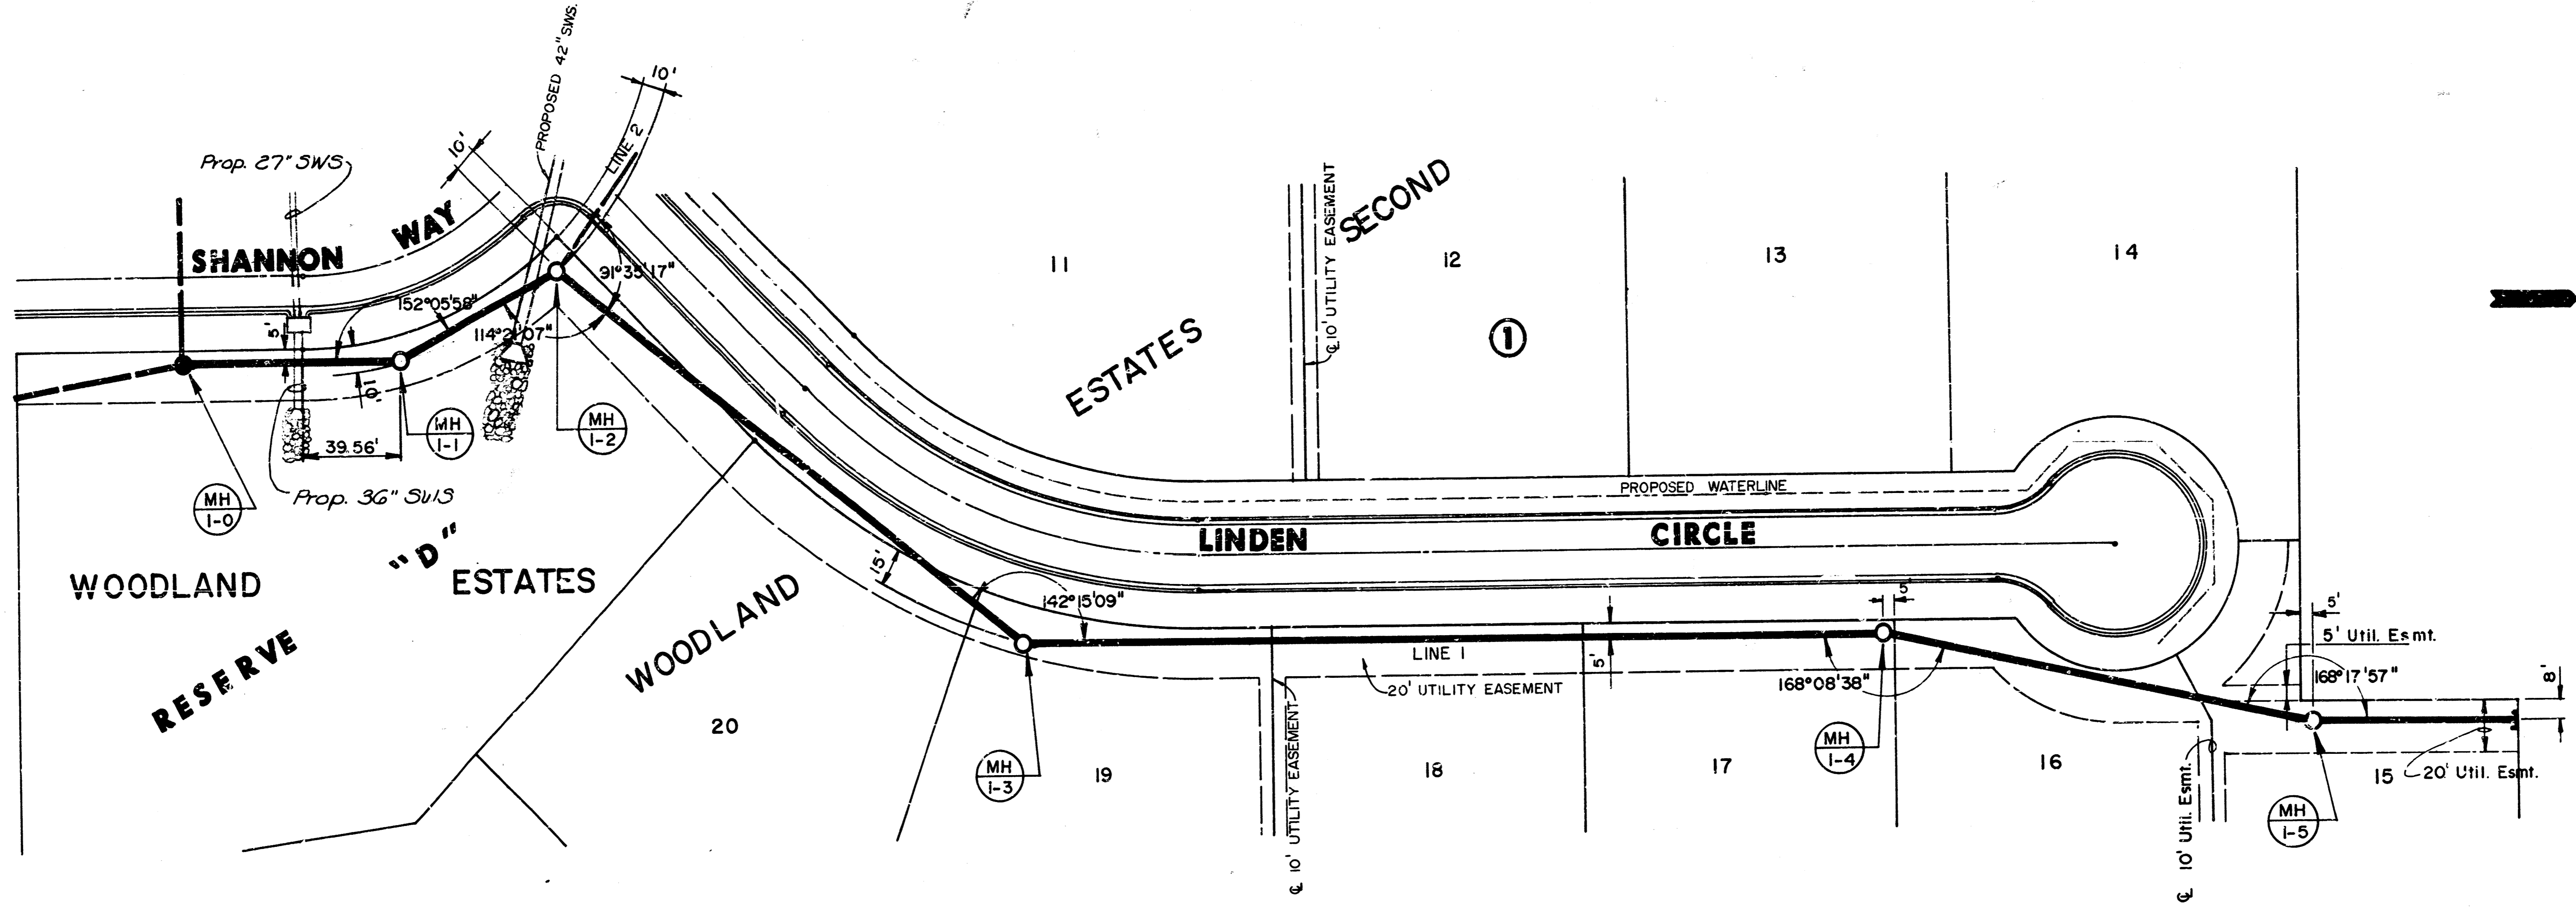 PROPOSED 42" SWS.
10'
LINE 2
10'
Prop. 27" SWS
SHANNON WAY
91°35'17"
152°05'58"
114°21'07"
5'
10'
39.56'
MH
1-1
MH
1-2
MH
1-0
Prop. 36" SWS
WOODLAND "D" ESTATES
RESERVE
WOODLAND
ESTATES
SECOND
11
12
13
14
1
℄ 10' UTILITY EASEMENT
PROPOSED WATERLINE
LINDEN CIRCLE
15'
142°15'09"
LINE 1
5'
5'
20' UTILITY EASEMENT
168°08'38"
5'
5' Util. Esmt.
168°17'57"
8'
20
MH
1-3
19
℄ 10' UTILITY EASEMENT
18
17
MH
1-4
16
℄ 10' Util. Esmt.
15
20' Util. Esmt.
MH
1-5